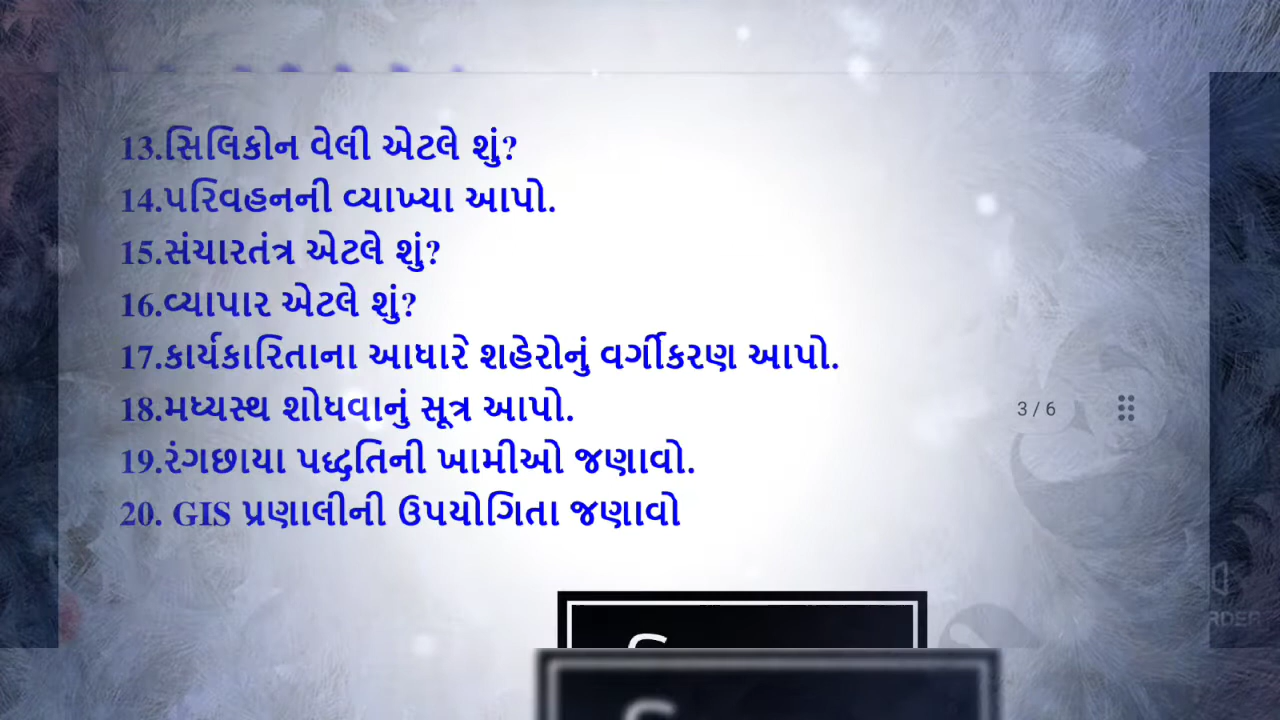 13.સિલિકોન વેલી એટલે શું?
14.પરિવહનની વ્યાખ્યા આપો.
15.સંચારતંત્ર એટલે શું?
16.વ્યાપાર એટલે શું?
17.કાર્યકારિતાના આધારે શહેરોનું વર્ગીકરણ આપો.
18.મધ્યસ્થ શોધવાનું સૂત્ર આપો.
3 / 6
19.રંગછાયા પદ્ધતિની ખામીઓ જણાવો.
20. GIS પ્રણાલીની ઉપયોગિતા જણાવો